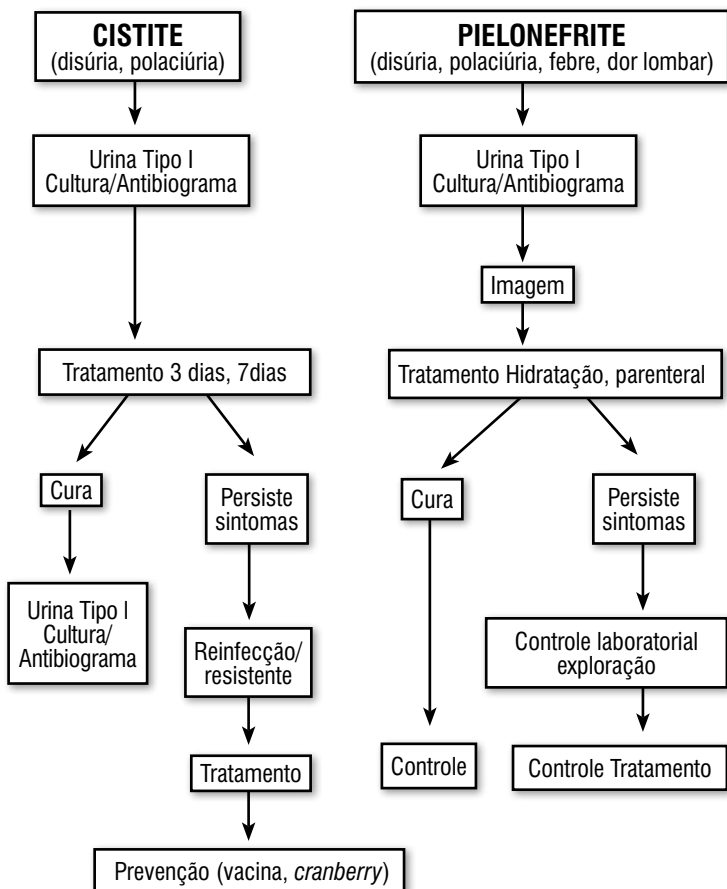 CISTITE
(disúria, polaciúria)
Urina Tipo I
Cultura/Antibiograma
Tratamento 3 dias, 7dias
Cura
Urina Tipo I
Cultura/
Antibiograma
Persiste
sintomas
Reinfecção/
resistente
Tratamento
Prevenção (vacina, cranberry)
PIELONEFRITE
(disúria, polaciúria, febre, dor lombar)
Urina Tipo I
Cultura/Antibiograma
Imagem
Tratamento Hidratação, parenteral
Cura
Controle
Persiste
sintomas
Controle laboratorial
exploração
Controle Tratamento